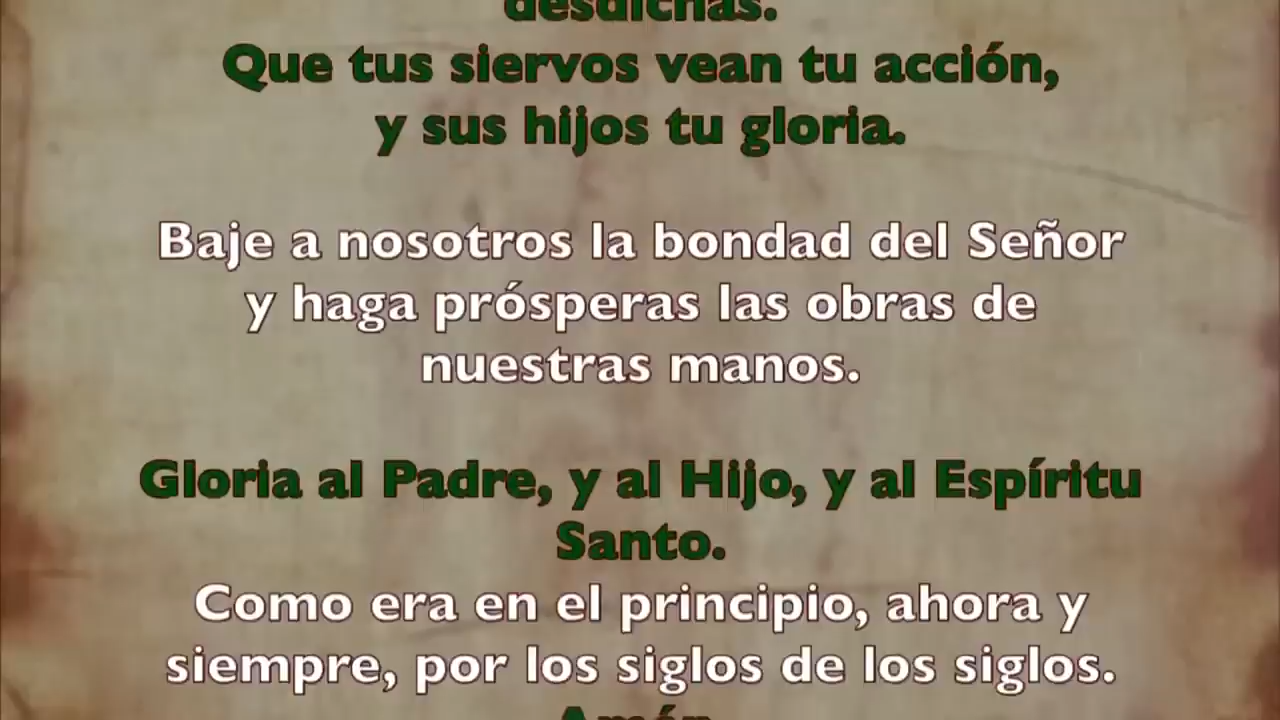 desdichas.
Que tus siervos vean tu acción,
y sus hijos tu gloria.
Baje a nosotros la bondad del Señor
y haga prósperas las obras de
nuestras manos.
Gloria al Padre, y al Hijo, y al Espíritu
Santo.
Como era en el principio, ahora y
siempre, por los siglos de los siglos.
Amén.